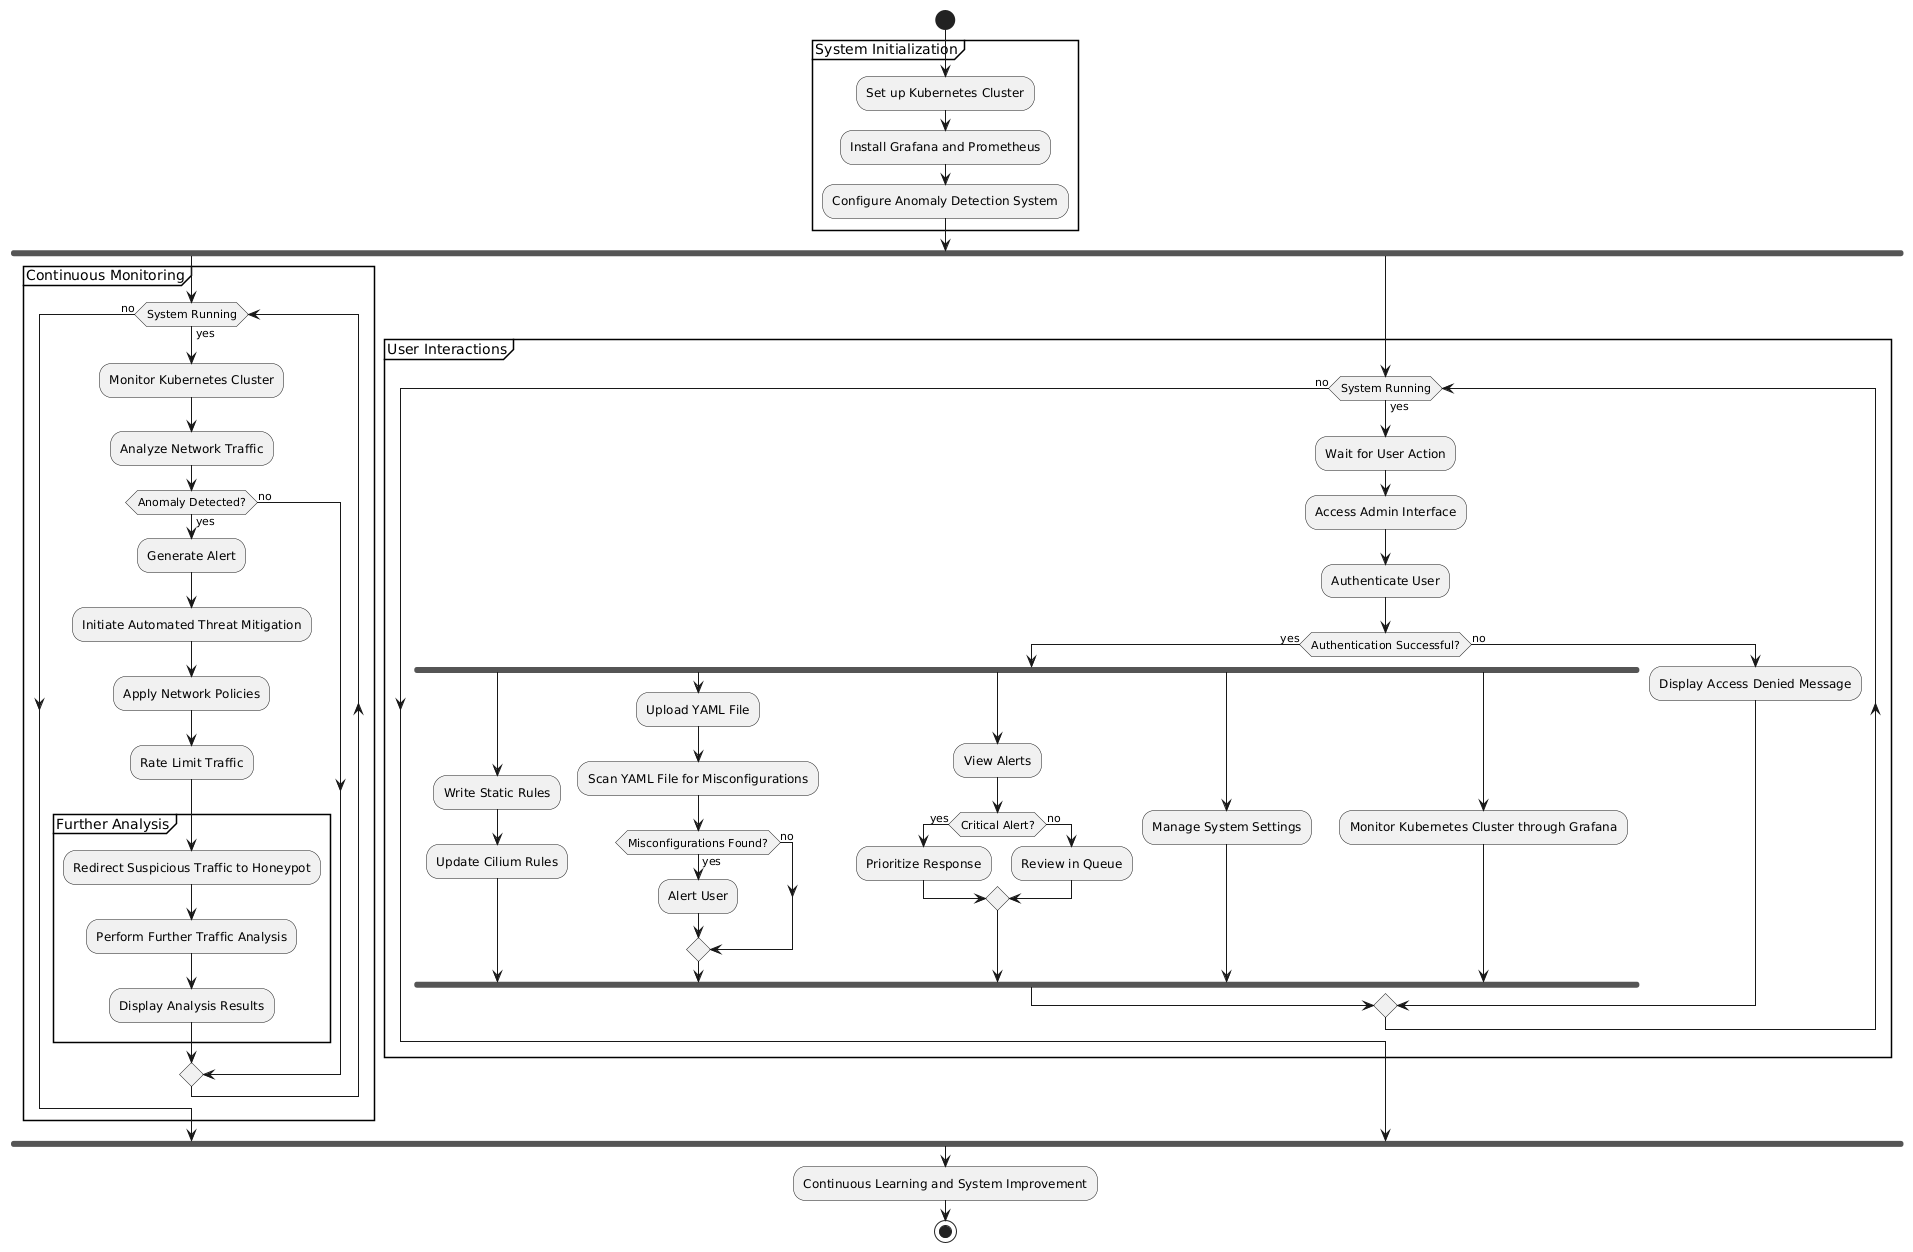 System Initialization
Set up Kubernetes Cluster
Install Grafana and Prometheus
Configure Anomaly Detection System
Continuous Monitoring
no
System Running
yes
Monitor Kubernetes Cluster
Analyze Network Traffic
Anomaly Detected?
no
yes
Generate Alert
Initiate Automated Threat Mitigation
Apply Network Policies
Rate Limit Traffic
Further Analysis
Redirect Suspicious Traffic to Honeypot
Perform Further Traffic Analysis
Display Analysis Results
User Interactions
no
System Running
yes
Wait for User Action
Access Admin Interface
Authenticate User
yes
Authentication Successful?
no
Write Static Rules
Update Cilium Rules
Upload YAML File
Scan YAML File for Misconfigurations
Misconfigurations Found?
no
yes
Alert User
View Alerts
yes
Critical Alert?
no
Prioritize Response
Review in Queue
Manage System Settings
Monitor Kubernetes Cluster through Grafana
Display Access Denied Message
Continuous Learning and System Improvement